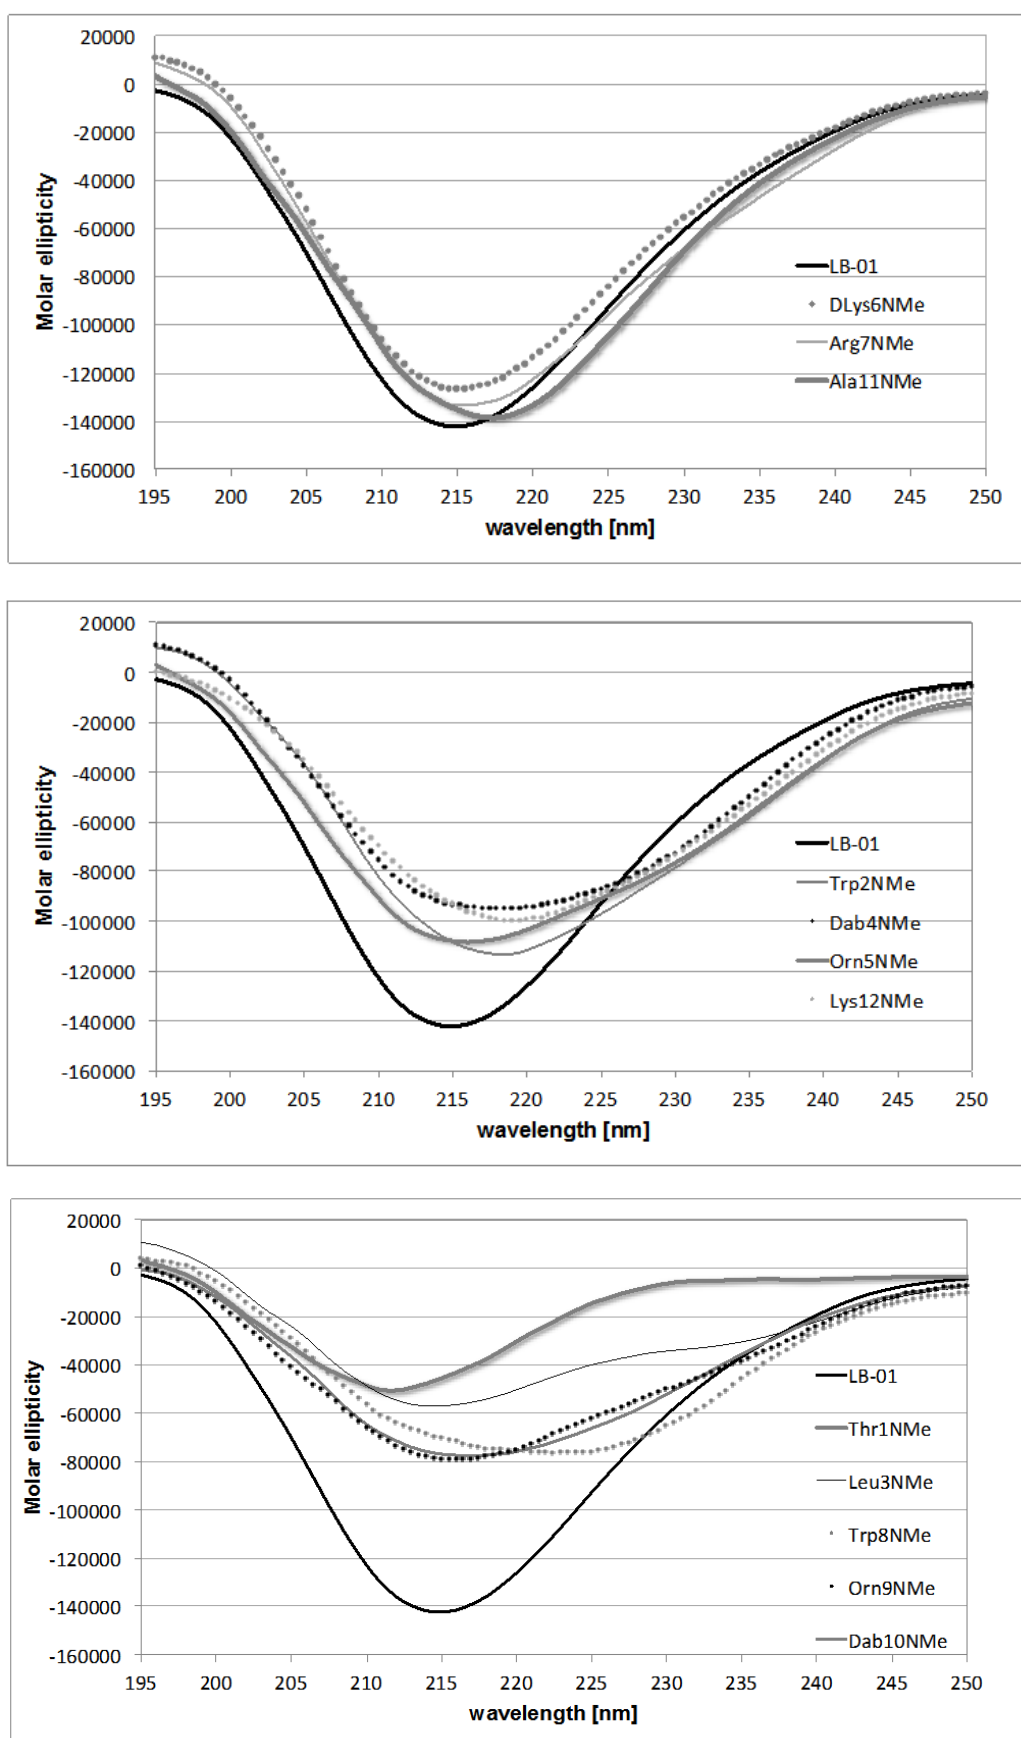 20000
0
-20000
-40000
-60000
-80000
-100000
-120000
-140000
-160000
Molar ellipticity
195 200 205 210 215 220 225 230 235 240 245 250
wavelength [nm]
LB-01
DLys6NMe
Arg7NMe
Ala11NMe
20000
0
-20000
-40000
-60000
-80000
-100000
-120000
-140000
-160000
Molar ellipticity
195 200 205 210 215 220 225 230 235 240 245 250
wavelength [nm]
LB-01
Trp2NMe
Dab4NMe
Orn5NMe
Lys12NMe
20000
0
-20000
-40000
-60000
-80000
-100000
-120000
-140000
-160000
Molar ellipticity
195 200 205 210 215 220 225 230 235 240 245 250
wavelength [nm]
LB-01
Thr1NMe
Leu3NMe
Trp8NMe
Orn9NMe
Dab10NMe